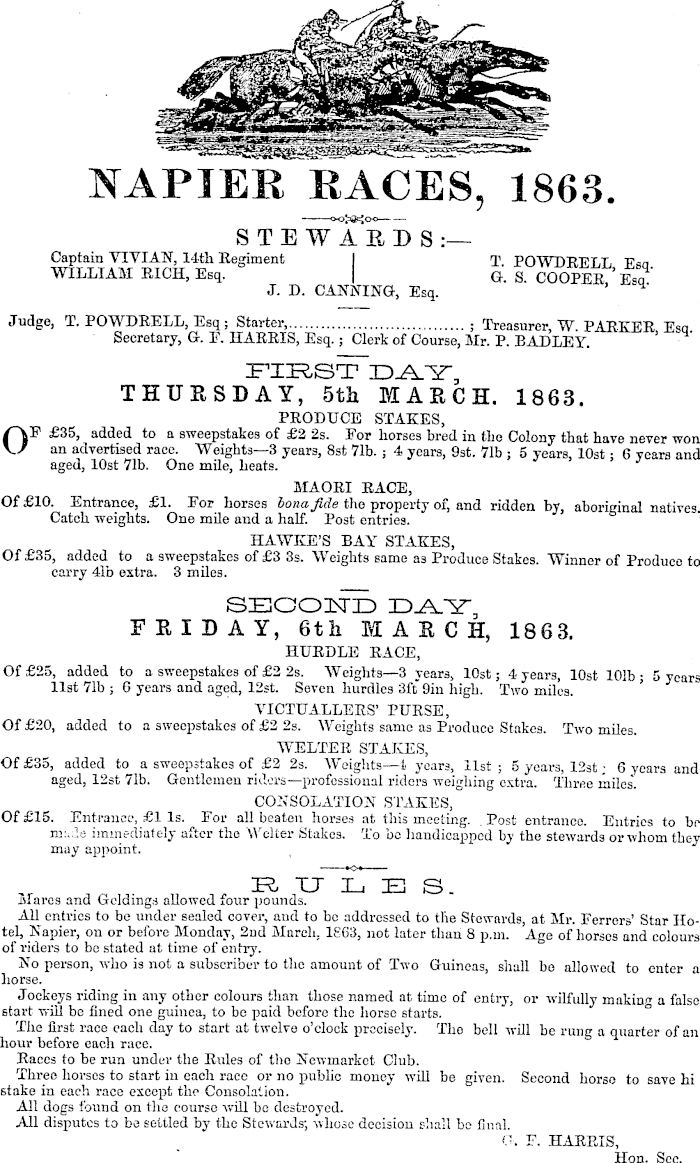 NAPIER RACES, 1863.
STEWARDS:—
Captain VIVIAN, 14th Regiment
WILLIAM RICH, Esq.
T. POWDRELL, Esq.
G. S. COOPER, Esq.
J. D. CANNING, Esq.
Judge, T. POWDRELL, Esq; Starter,................................; Treasurer, W. PARKER, Esq.
Secretary, G. F. HARRIS, Esq.; Clerk of Course, Mr. P. BADLEY.
FIRST DAY,
THURSDAY, 5th MARCH. 1863.
PRODUCE STAKES,
OF £35, added to a sweepstakes of £2 2s. For horses bred in the Colony that have never won
an advertised race. Weights—3 years, 8st 7lb.; 4 years, 9st. 7lb; 5 years, 10st; 6 years and
aged, 10st 7lb. One mile, heats.
MAORI RACE,
Of £10. Entrance, £1. For horses bona fide the property of, and ridden by, aboriginal natives.
Catch weights. One mile and a half. Post entries.
HAWKE'S BAY STAKES,
Of £35, added to a sweepstakes of £3 3s. Weights same as Produce Stakes. Winner of Produce to
carry 4lb extra. 3 miles.
SECOND DAY,
FRIDAY, 6th MARCH, 1863.
HURDLE RACE,
Of £25, added to a sweepstakes of £2 2s. Weights—3 years, 10st; 4 years, 10st 10lb; 5 years
11st 7lb; 6 years and aged, 12st. Seven hurdles 3ft 9in high. Two miles.
VICTUALLERS' PURSE,
Of £20, added to a sweepstakes of £2 2s. Weights same as Produce Stakes. Two miles.
WELTER STAKES,
Of £35, added to a sweepstakes of £2 2s. Weights—4 years, 11st; 5 years, 12st; 6 years and
aged, 12st 7lb. Gentlemen riders—professional riders weighing extra. Three miles.
CONSOLATION STAKES,
Of £15. Entrance, £1 1s. For all beaten horses at this meeting. Post entrance. Entries to be
made immediately after the Welter Stakes. To be handicapped by the stewards or whom they
may appoint.
RULES.
Mares and Geldings allowed four pounds.
All entries to be under sealed cover, and to be addressed to the Stewards, at Mr. Ferrers' Star Ho-
tel, Napier, on or before Monday, 2nd March, 1863, not later than 8 p.m. Age of horses and colours
of riders to be stated at time of entry.
No person, who is not a subscriber to the amount of Two Guineas, shall be allowed to enter a
horse.
Jockeys riding in any other colours than those named at time of entry, or wilfully making a false
start will be fined one guinea, to be paid before the horse starts.
The first race each day to start at twelve o'clock precisely. The bell will be rung a quarter of an
hour before each race.
Races to be run under the Rules of the Newmarket Club.
Three horses to start in each race or no public money will be given. Second horse to save hi
stake in each race except the Consolation.
All dogs found on the course will be destroyed.
All disputes to be settled by the Stewards, whose decision shall be final.
G. F. HARRIS,
Hon. Sec.